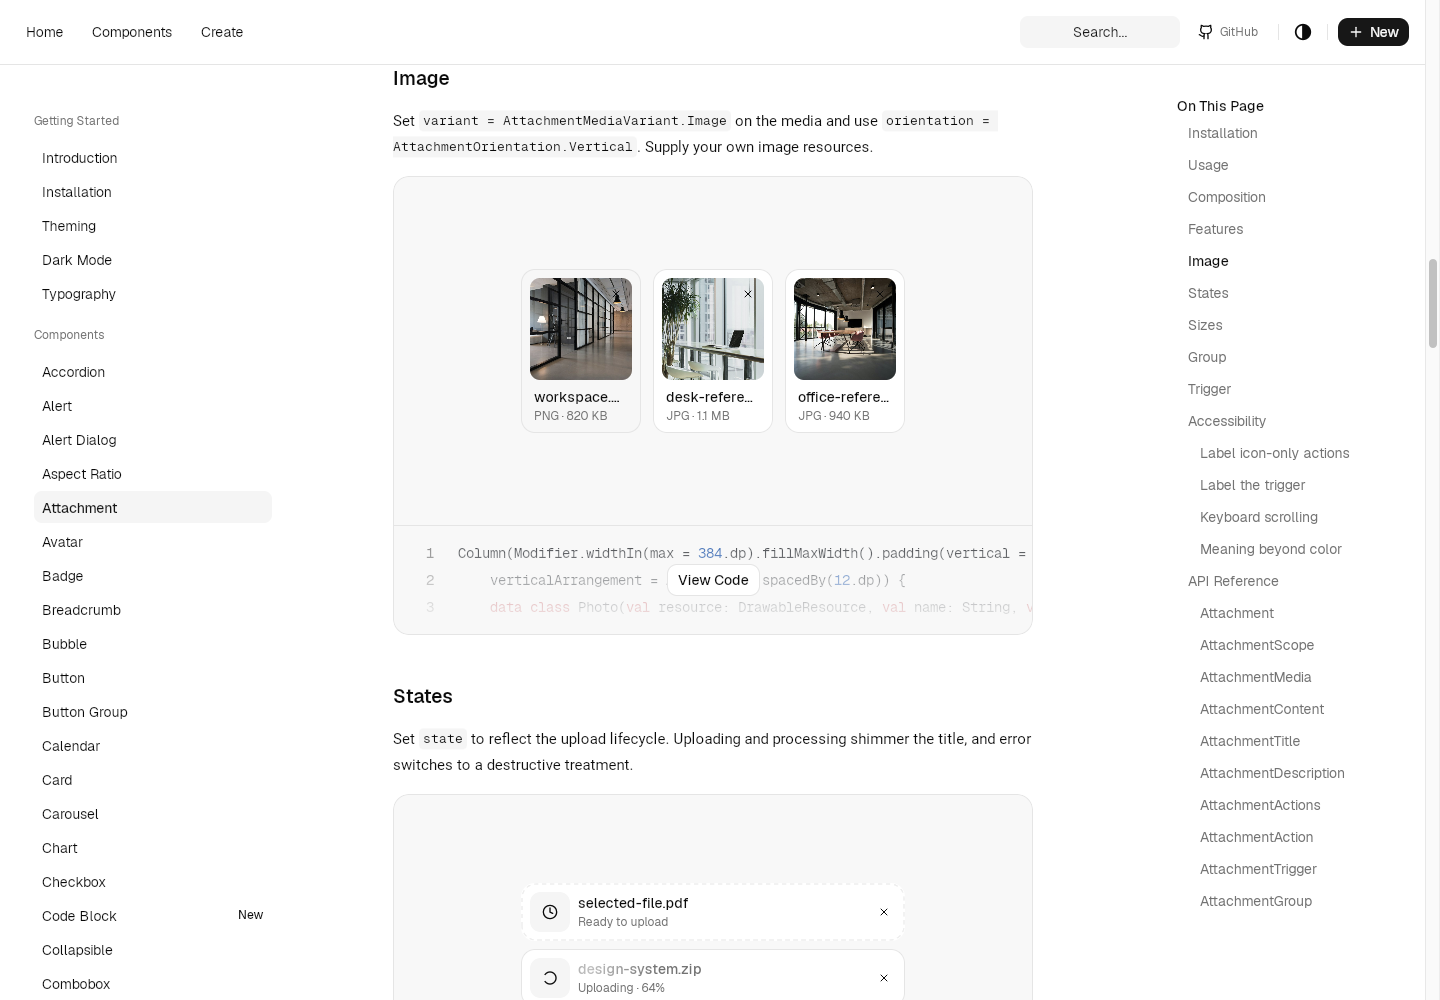 Home
Components
Create
Search...
GitHub
New
Getting Started
Introduction
Installation
Theming
Dark Mode
Typography
Components
Accordion
Alert
Alert Dialog
Aspect Ratio
Attachment
Avatar
Badge
Breadcrumb
Bubble
Button
Button Group
Calendar
Card
Carousel
Chart
Checkbox
Code Block
New
Collapsible
Combobox
Image
Set variant = AttachmentMediaVariant.Image on the media and use orientation =
AttachmentOrientation.Vertical. Supply your own image resources.
workspace....
PNG · 820 KB
desk-refere...
JPG · 1.1 MB
office-refere...
JPG · 940 KB
1 Column(Modifier.widthIn(max = 384.dp).fillMaxWidth().padding(vertical =
2 verticalArrangement = View Code spacedBy(12.dp)) {
3 data class Photo(val resource: DrawableResource, val name: String, v
States
Set state to reflect the upload lifecycle. Uploading and processing shimmer the title, and error
switches to a destructive treatment.
selected-file.pdf
Ready to upload
design-system.zip
Uploading · 64%
On This Page
Installation
Usage
Composition
Features
Image
States
Sizes
Group
Trigger
Accessibility
Label icon-only actions
Label the trigger
Keyboard scrolling
Meaning beyond color
API Reference
Attachment
AttachmentScope
AttachmentMedia
AttachmentContent
AttachmentTitle
AttachmentDescription
AttachmentActions
AttachmentAction
AttachmentTrigger
AttachmentGroup